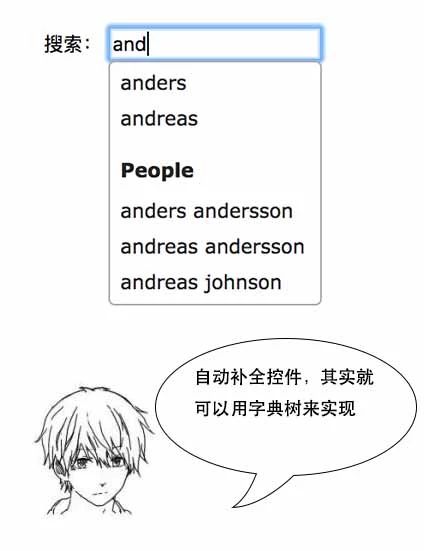 搜索： and
anders
andreas
People
anders andersson
andreas andersson
andreas johnson
自动补全控件，其实就
可以用字典树来实现